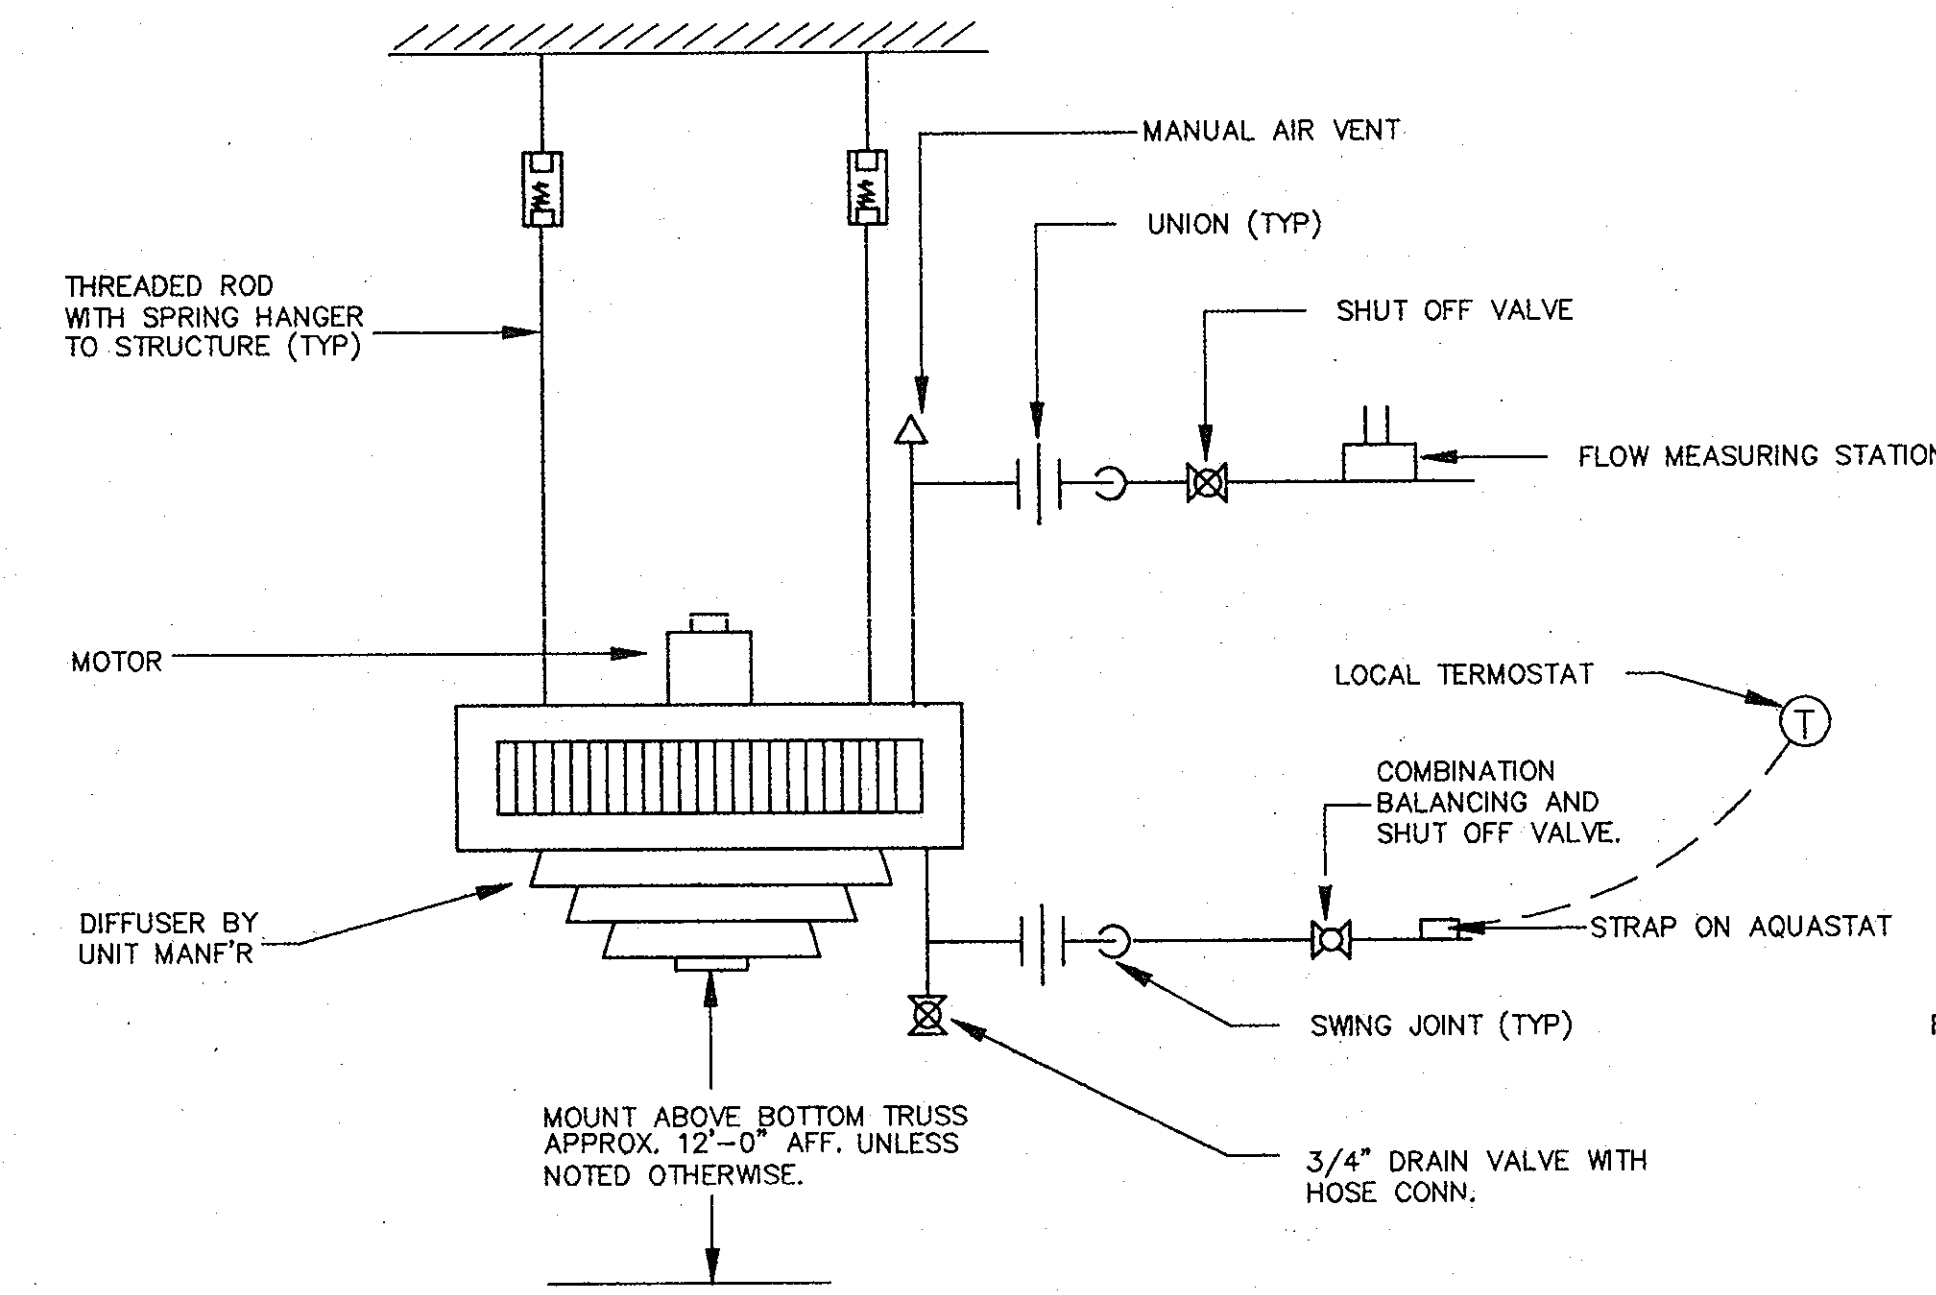 MANUAL AIR VENT
UNION (TYP)
THREADED ROD
WITH SPRING HANGER
TO STRUCTURE (TYP)
SHUT OFF VALVE
FLOW MEASURING STATION
MOTOR
LOCAL TERMOSTAT
T
COMBINATION
BALANCING AND
SHUT OFF VALVE.
DIFFUSER BY
UNIT MANF'R
STRAP ON AQUASTAT
SWING JOINT (TYP)
MOUNT ABOVE BOTTOM TRUSS
APPROX. 12'-0" AFF. UNLESS
NOTED OTHERWISE.
3/4" DRAIN VALVE WITH
HOSE CONN.